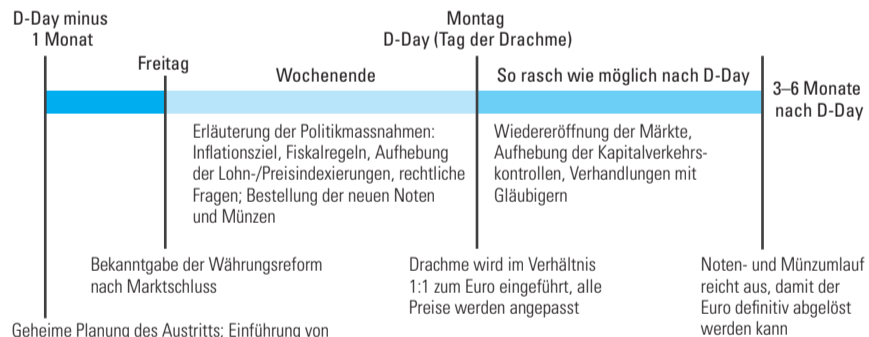 D-Day minus
1 Monat
Freitag
Wochenende
Montag
D-Day (Tag der Drachme)
So rasch wie möglich nach D-Day
3–6 Monate
nach D-Day
Erläuterung der Politikmassnahmen:
Inflationsziel, Fiskalregeln, Aufhebung
der Lohn-/Preisindexierungen, rechtliche
Fragen; Bestellung der neuen Noten
und Münzen
Wiedereröffnung der Märkte,
Aufhebung der Kapitalverkehrs-
kontrollen, Verhandlungen mit
Gläubigern
Bekanntgabe der Währungsreform
nach Marktschluss
Drachme wird im Verhältnis
1:1 zum Euro eingeführt, alle
Preise werden angepasst
Noten- und Münzumlauf
reicht aus, damit der
Euro definitiv abgelöst
werden kann
Geheime Planung des Austritts: Einführung von